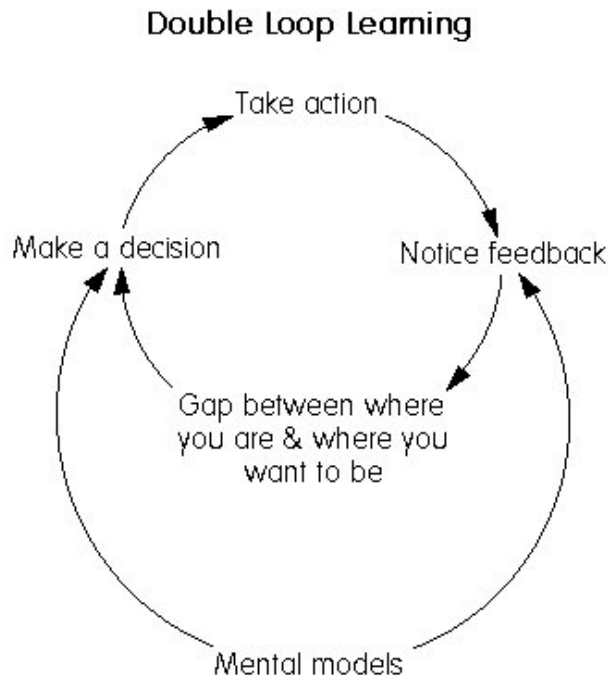 Double Loop Learning
Take action
Make a decision
Notice feedback
Gap between where
you are & where you
want to be
Mental models